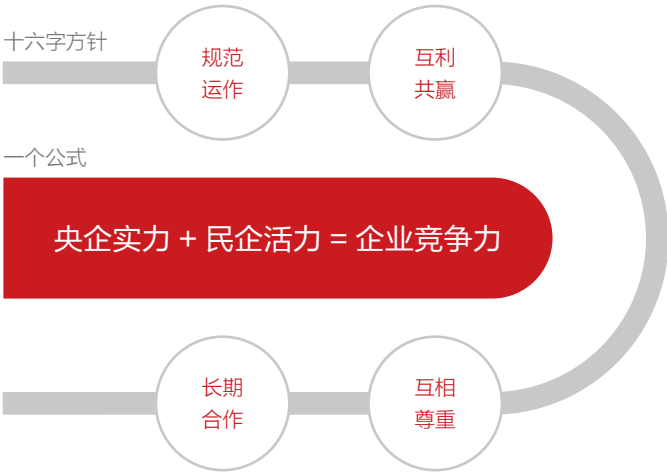 十六字方针
规范
运作
互利
共赢
一个公式
央企实力 + 民企活力 = 企业竞争力
长期
合作
互相
尊重